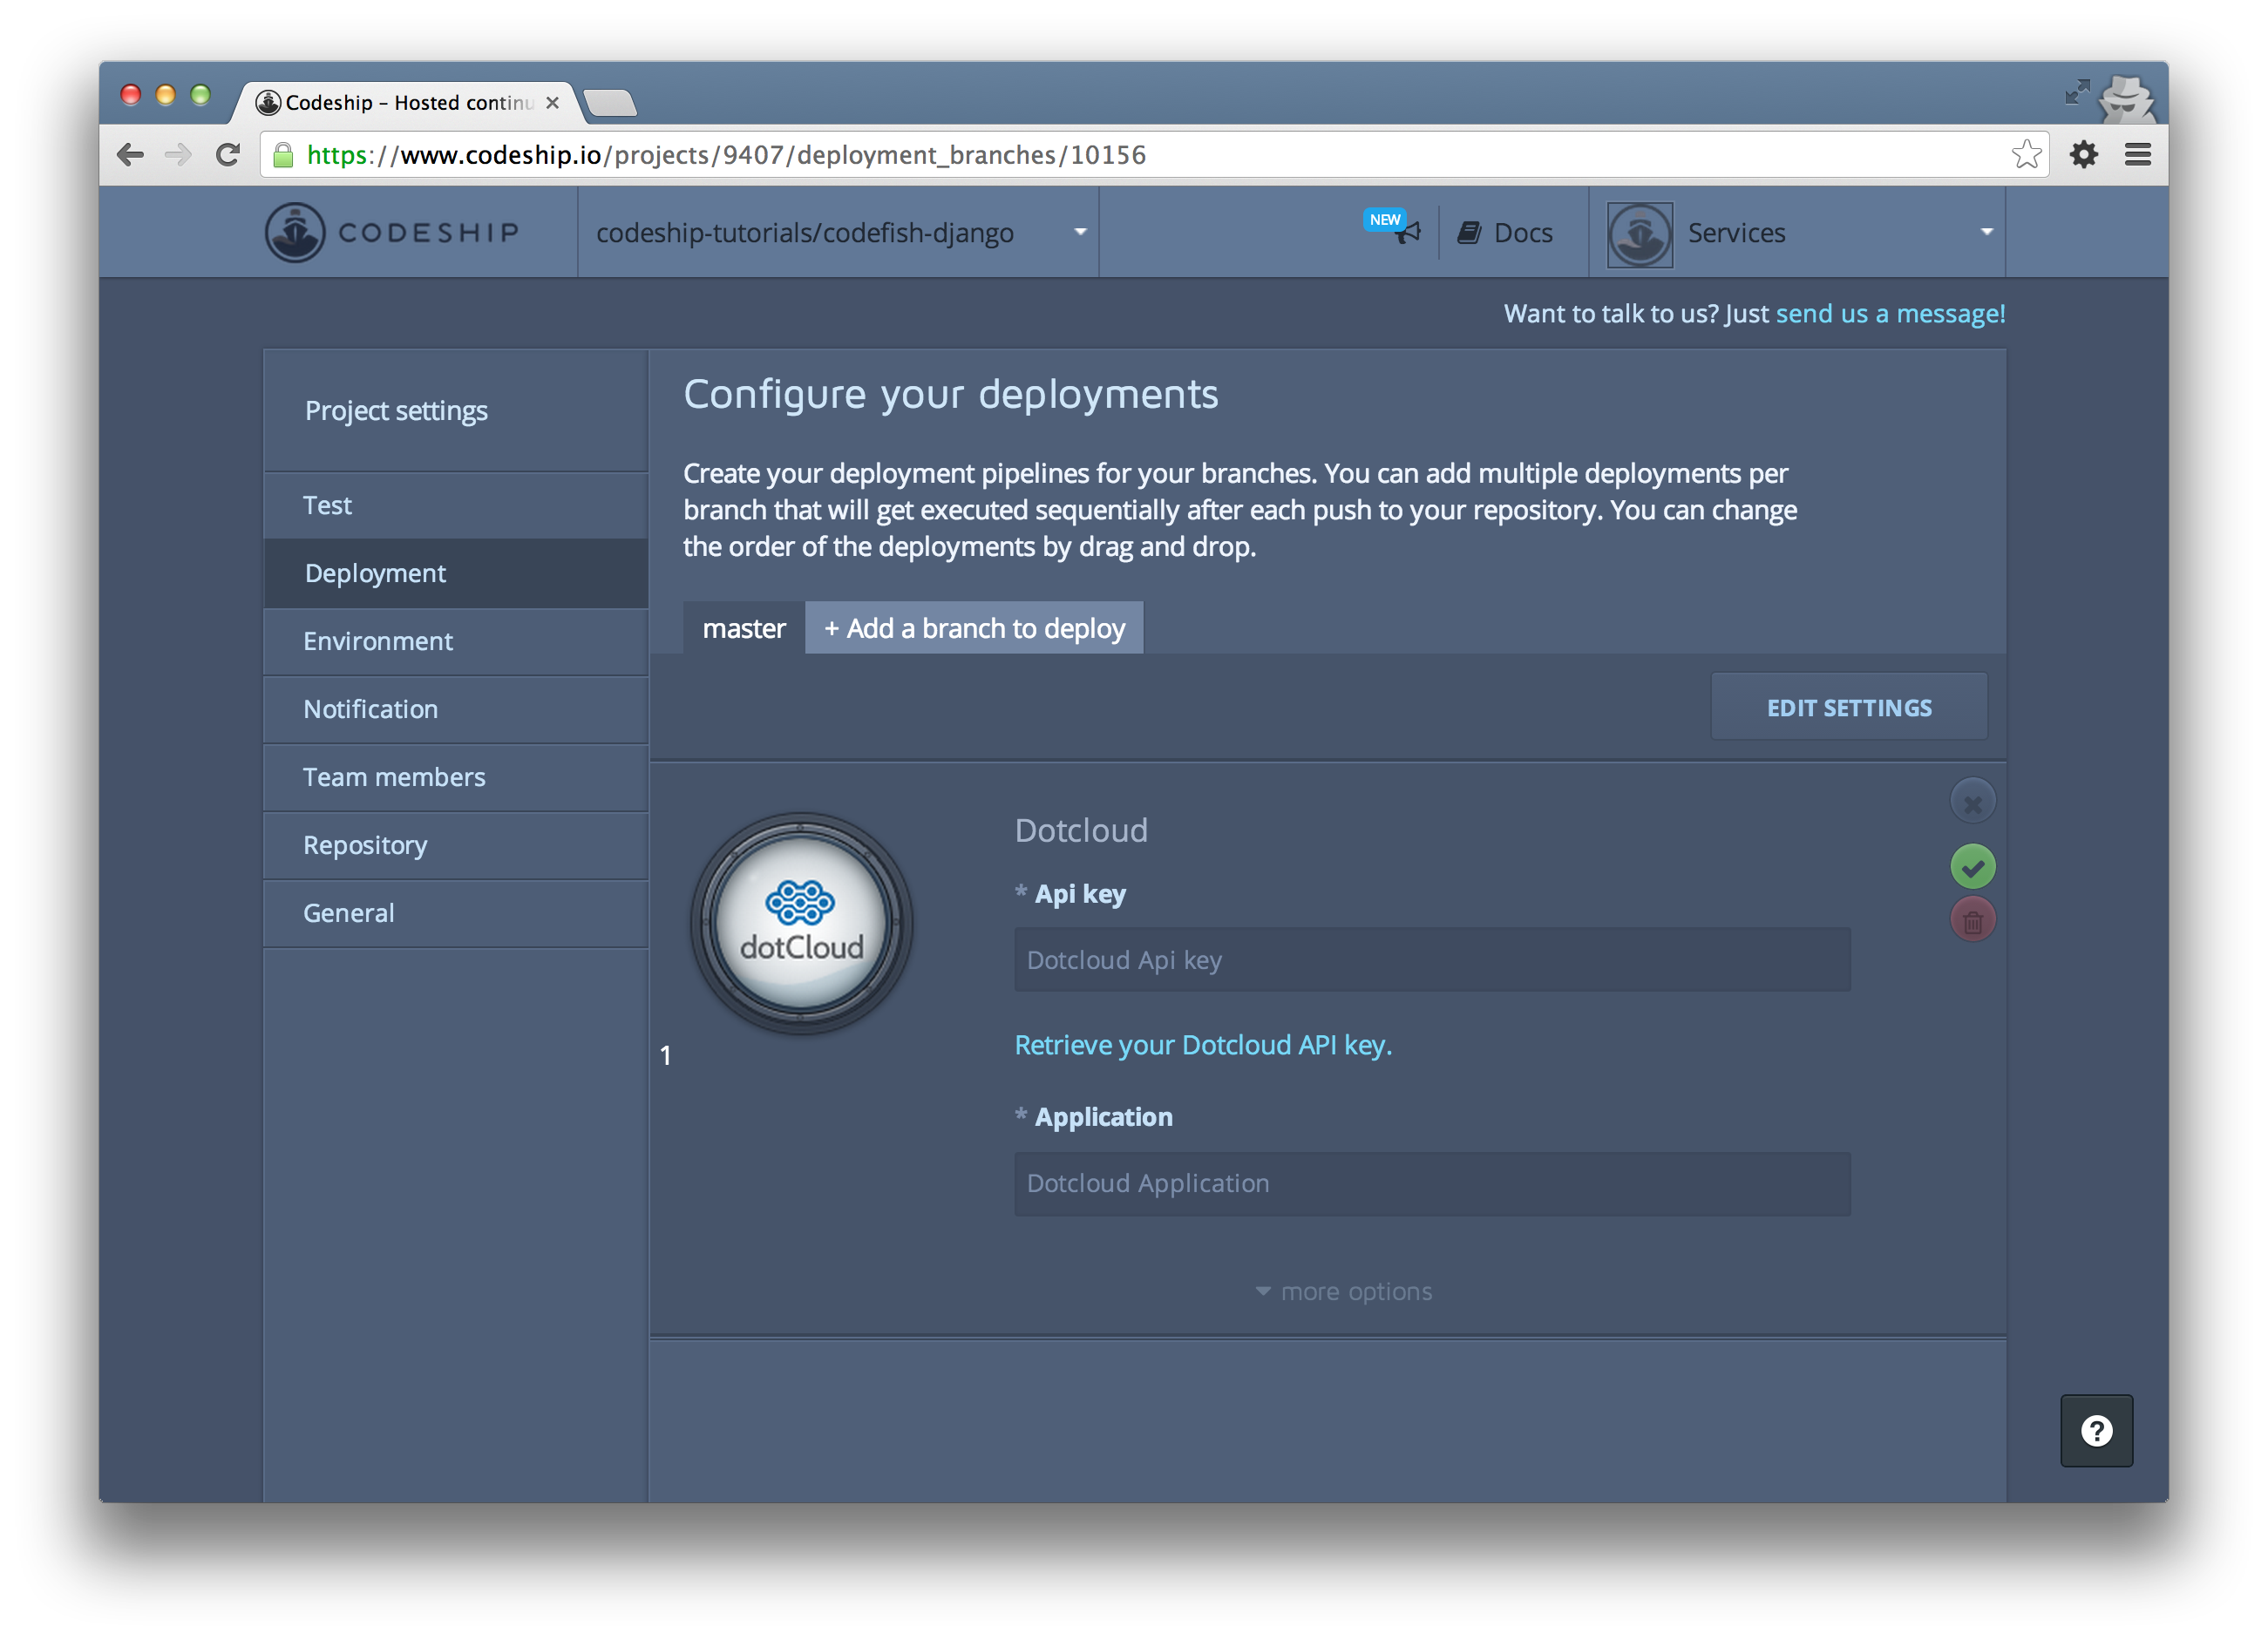 Codeship – Hosted continu
https://www.codeship.io/projects/9407/deployment_branches/10156
CODESHIP
codeship-tutorials/codefish-django
NEW
Docs
Services
Want to talk to us? Just send us a message!
Project settings
Test
Deployment
Environment
Notification
Team members
Repository
General
Configure your deployments
Create your deployment pipelines for your branches. You can add multiple deployments per
branch that will get executed sequentially after each push to your repository. You can change
the order of the deployments by drag and drop.
master
+ Add a branch to deploy
EDIT SETTINGS
1
dotCloud
Dotcloud
* Api key
Dotcloud Api key
Retrieve your Dotcloud API key.
* Application
Dotcloud Application
more options
?